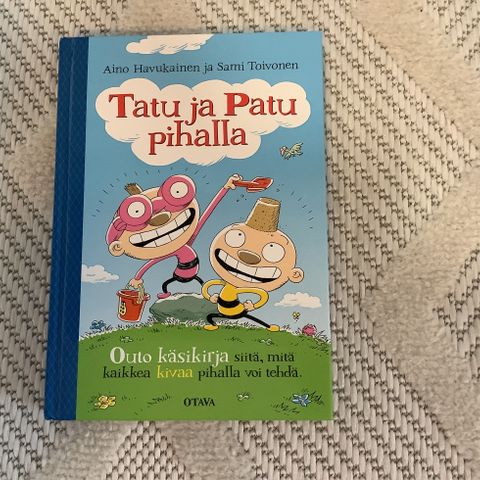 Aino Havukainen ja Sami Toivonen
Tatu ja Patu
pihalla
Outo käsikirja siitä, mitä
kaikkea kivaa pihalla voi tehdä.
OTAVA